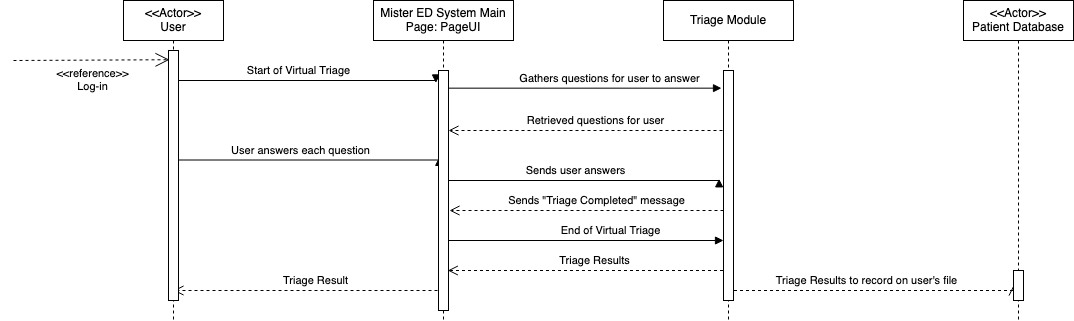 <<Actor>>
User
Mister ED System Main
Page: PageUI
Triage Module
<<Actor>>
Patient Database
<<reference>>
Log-in
Start of Virtual Triage
Gathers questions for user to answer
Retrieved questions for user
User answers each question
Sends user answers
Sends "Triage Completed" message
End of Virtual Triage
Triage Results
Triage Result
Triage Results to record on user's file